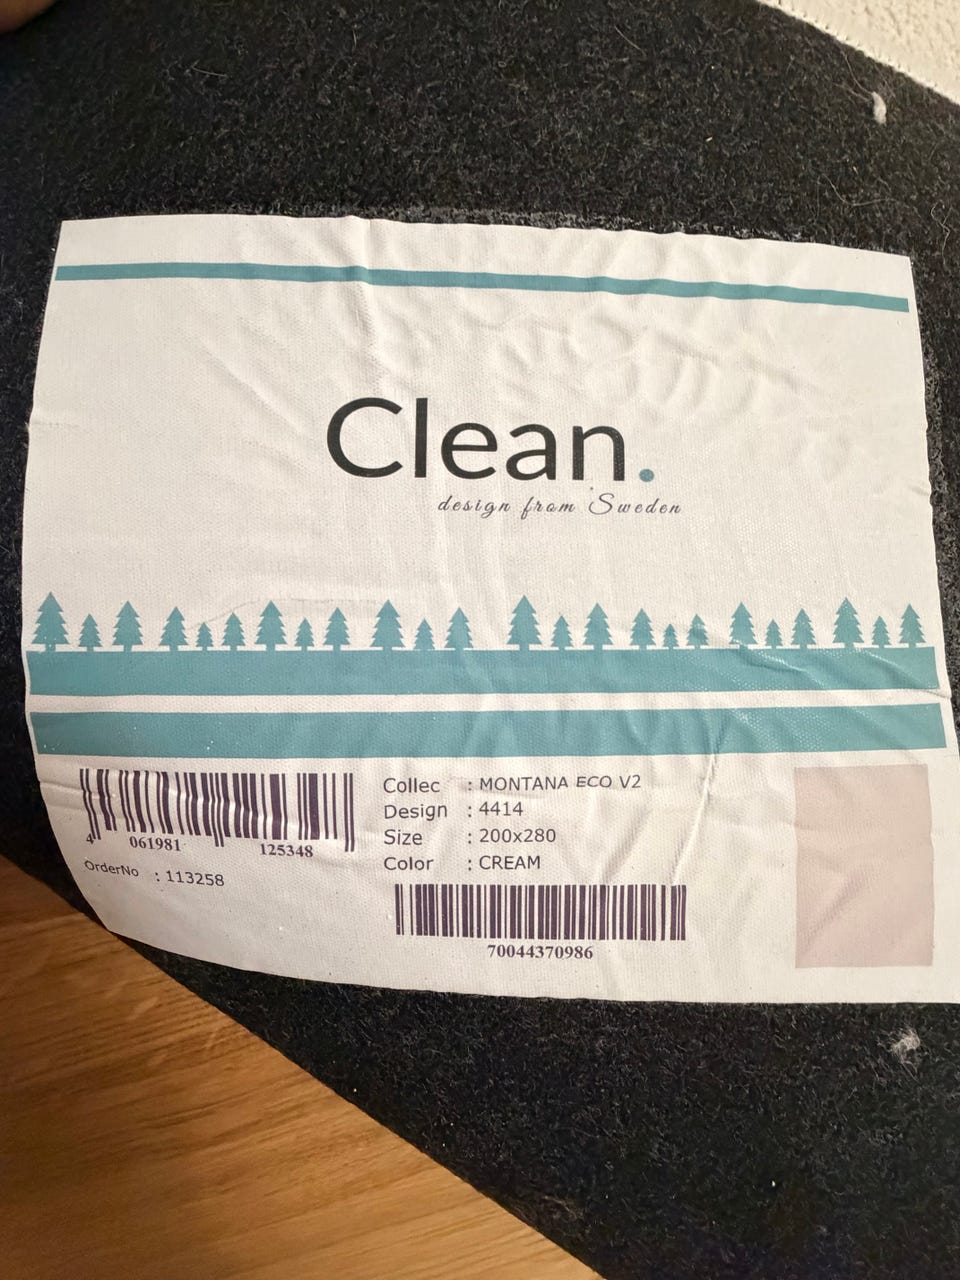 Clean.
design from Sweden
4 061981 125348
OrderNo : 113258
Collec : MONTANA ECO V2
Design : 4414
Size : 200x280
Color : CREAM
70044370986